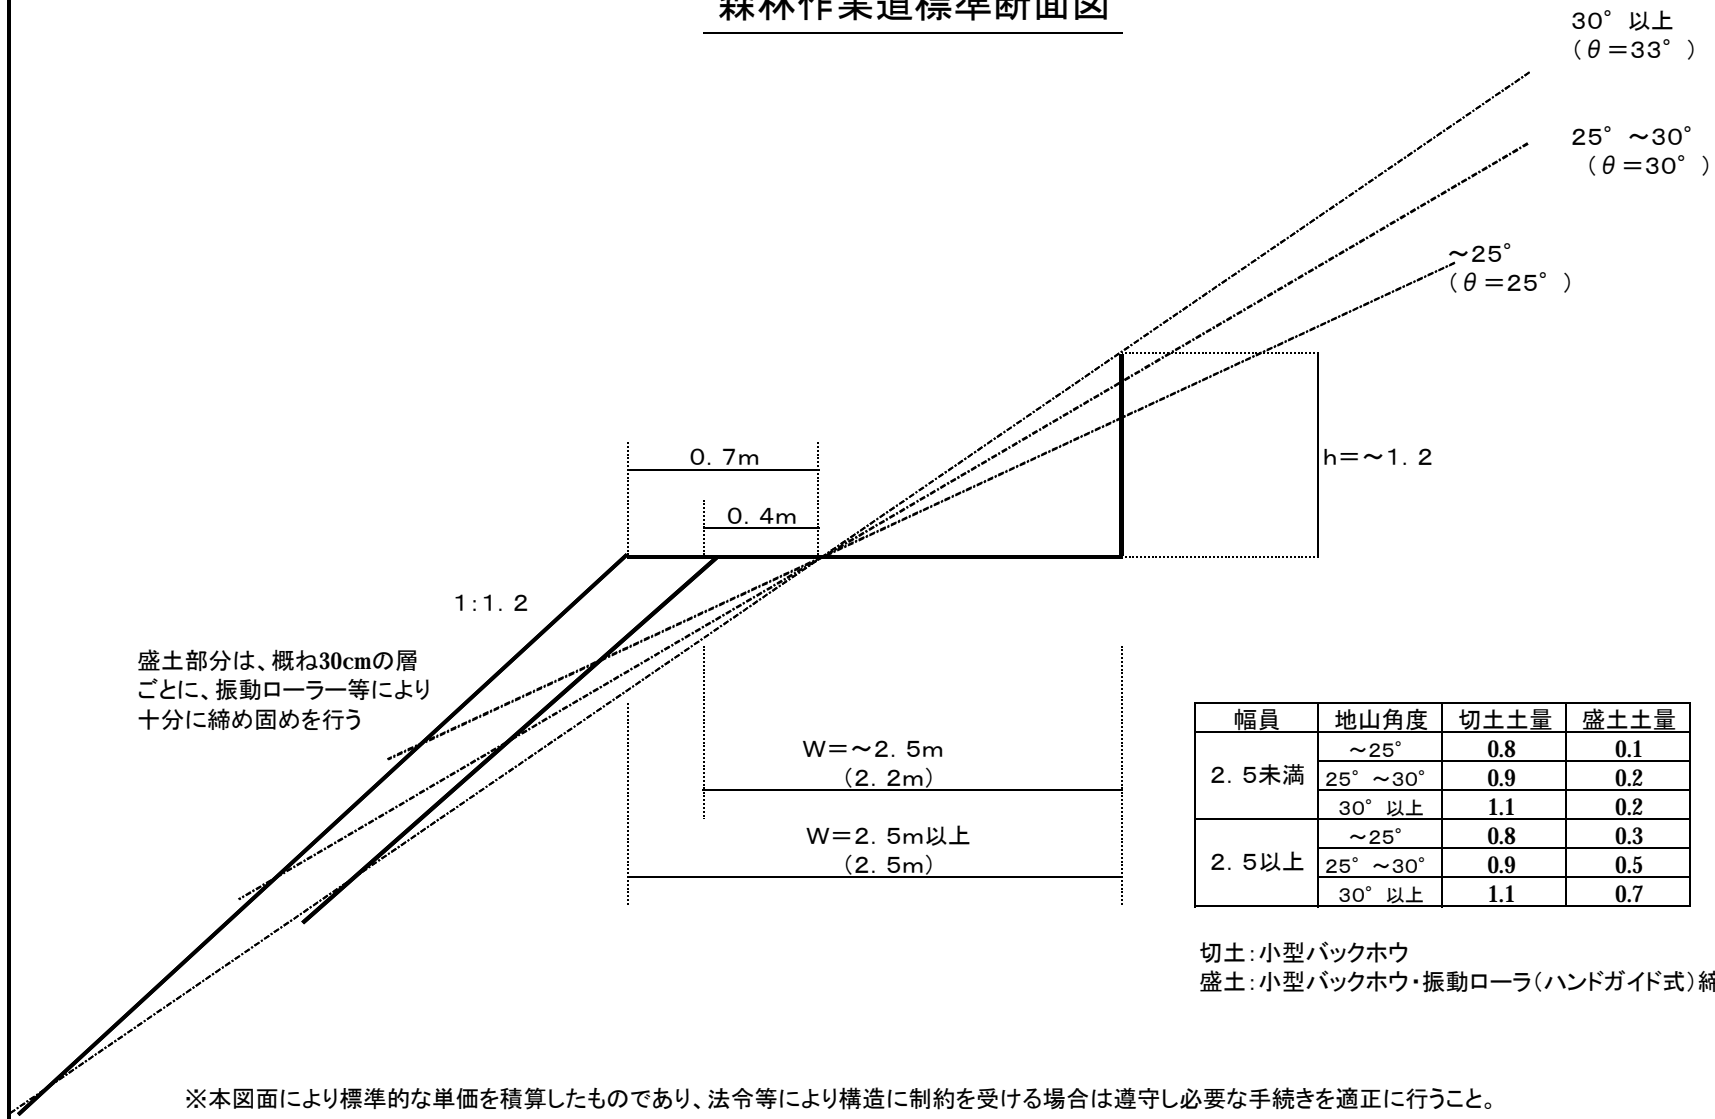 森林作業道標準断面図
30°以上
(θ=33°)
25°~30°
(θ=30°)
~25°
(θ=25°)
0.7m
h=~1.2
0.4m
1:1.2
盛土部分は、概ね30cmの層
ごとに、振動ローラー等により
十分に締め固めを行う
W=~2.5m
(2.2m)
W=2.5m以上
(2.5m)
幅員 地山角度 切土土量 盛土土量
2.5未満 ~25° 0.8 0.1
25°~30° 0.9 0.2
30°以上 1.1 0.2
2.5以上 ~25° 0.8 0.3
25°~30° 0.9 0.5
30°以上 1.1 0.7
切土:小型バックホウ
盛土:小型バックホウ・振動ローラ(ハンドガイド式)締
※本図面により標準的な単価を積算したものであり、法令等により構造に制約を受ける場合は遵守し必要な手続きを適正に行うこと。